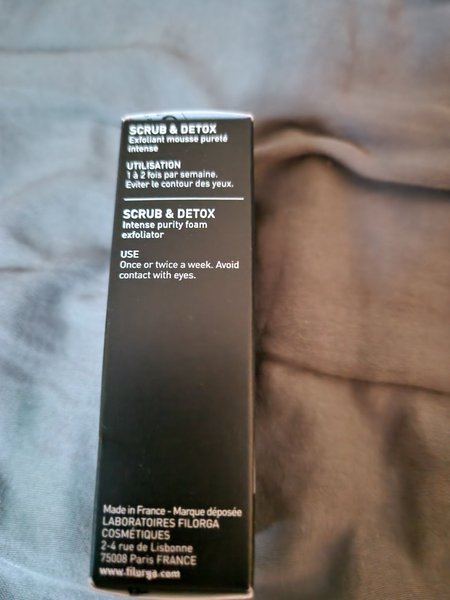 SCRUB & DETOX
Exfoliant mousse pureté
intense
UTILISATION
1 à 2 fois par semaine.
Eviter le contour des yeux.
SCRUB & DETOX
Intense purity foam
exfoliator
USE
Once or twice a week. Avoid
contact with eyes.
Made in France - Marque déposée
LABORATOIRES FILORGA
COSMÉTIQUES
2-4 rue de Lisbonne
75008 Paris FRANCE
www.filorga.com